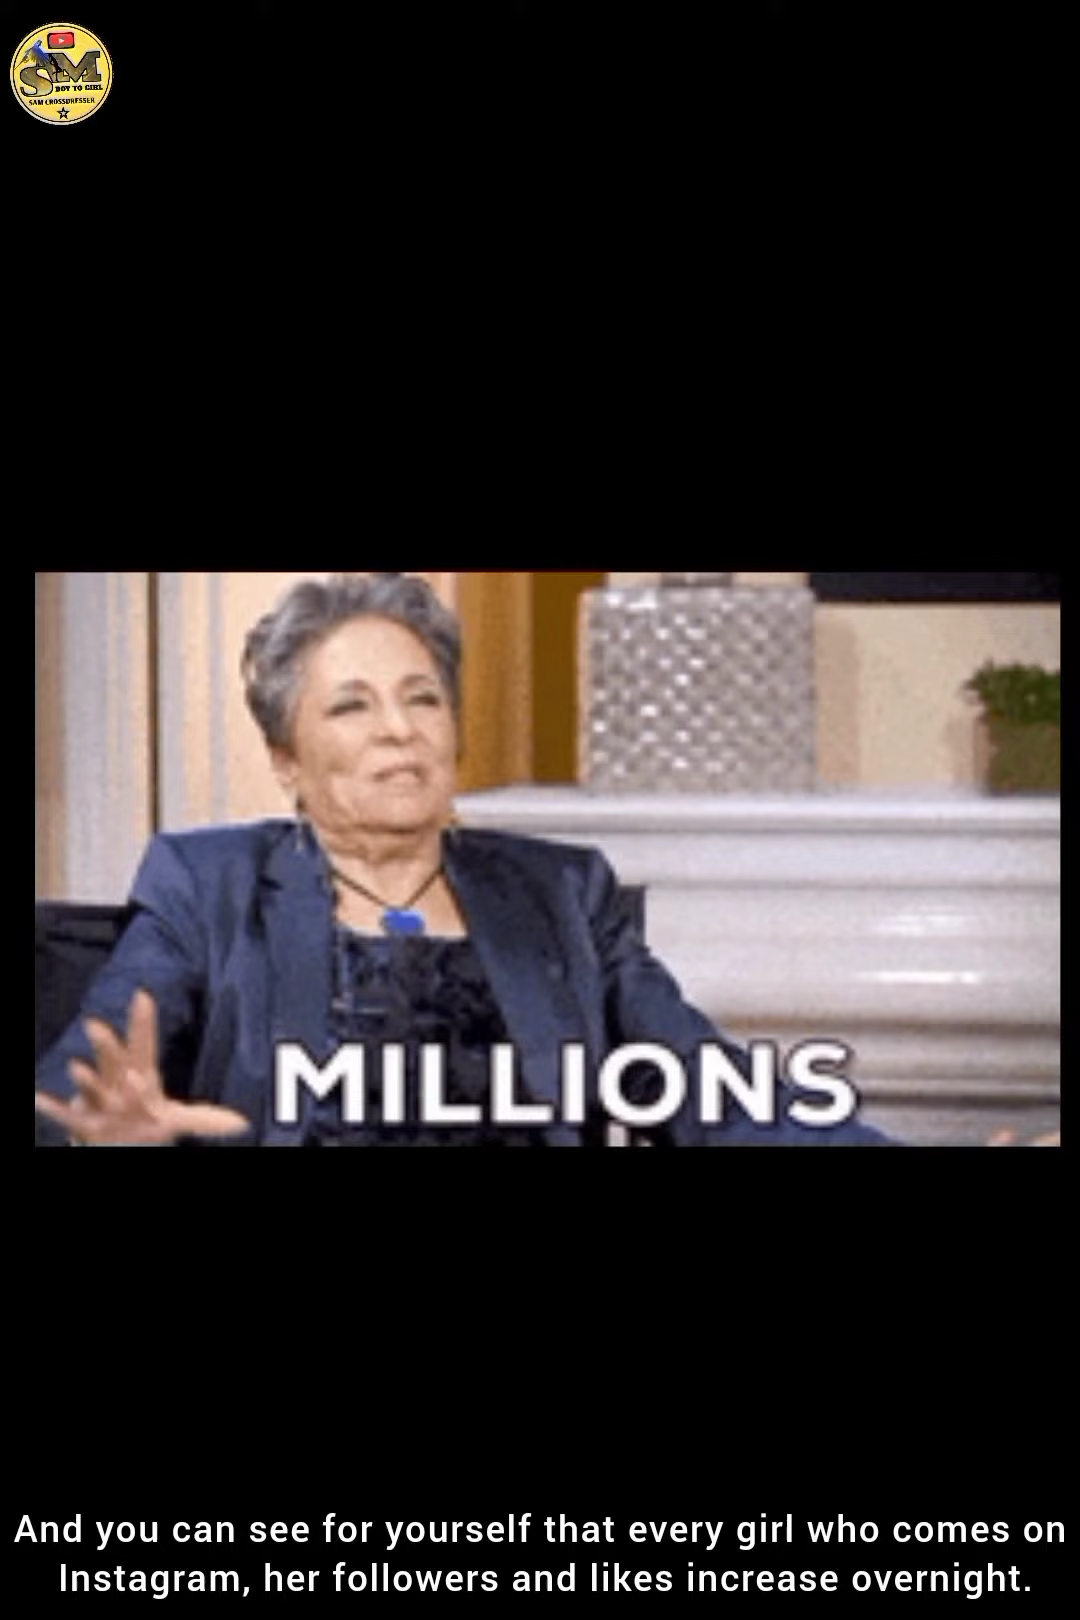 SM
BOY TO GIRL
SAM CROSSDRESSER
MILLIONS
And you can see for yourself that every girl who comes on
Instagram, her followers and likes increase overnight.